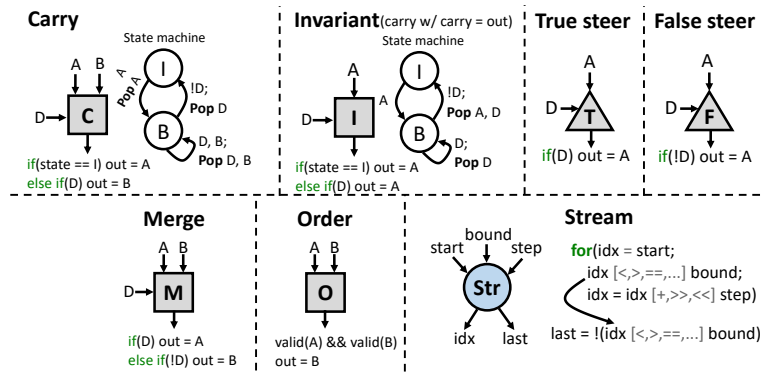 Carry
State machine
A B
D
C
A
Pop A
I
!D;
Pop D
B
D, B;
Pop D, B
if(state == I) out = A
else if(D) out = B
Invariant(carry w/ carry = out)
State machine
A
D
I
A
I
!D;
Pop A, D
B
D;
Pop D
if(state == I) out = A
else if(D) out = A
True steer
A
D
T
if(D) out = A
False steer
A
D
F
if(!D) out = A
Merge
A B
D
M
if(D) out = A
else if(!D) out = B
Order
A B
O
valid(A) && valid(B)
out = B
Stream
bound
start
step
Str
idx
last
for(idx = start;
idx [<,>,==,...] bound;
idx = idx [+,>>,<<] step)
last = !(idx [<,>,==,...] bound)